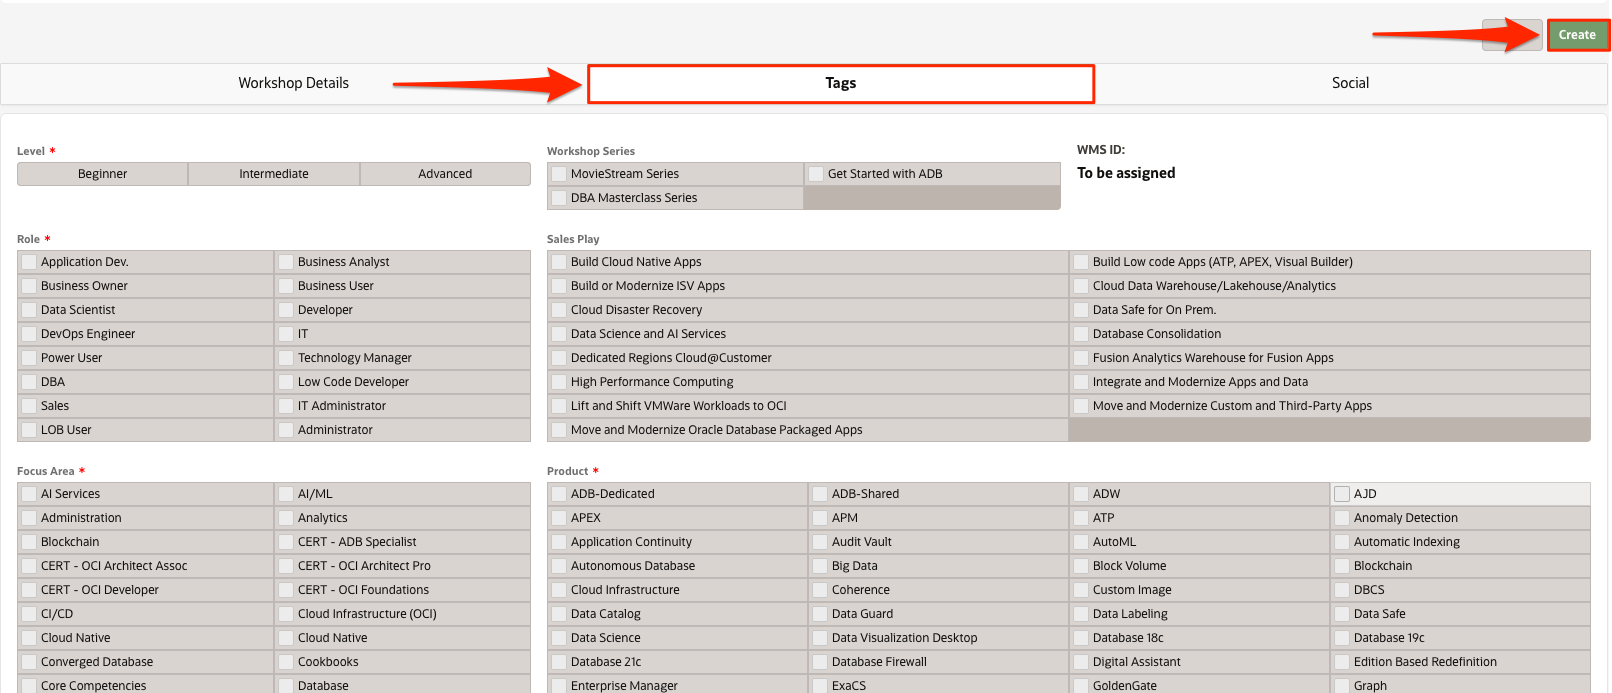 Create
Workshop Details
Tags
Social
Level *
Beginner
Intermediate
Advanced
Workshop Series
MovieStream Series
Get Started with ADB
DBA Masterclass Series
WMS ID:
To be assigned
Role *
Application Dev.
Business Analyst
Business Owner
Business User
Data Scientist
Developer
DevOps Engineer
IT
Power User
Technology Manager
DBA
Low Code Developer
Sales
IT Administrator
LOB User
Administrator
Sales Play
Build Cloud Native Apps
Build Low code Apps (ATP, APEX, Visual Builder)
Build or Modernize ISV Apps
Cloud Data Warehouse/Lakehouse/Analytics
Cloud Disaster Recovery
Data Safe for On Prem.
Data Science and AI Services
Database Consolidation
Dedicated Regions Cloud@Customer
Fusion Analytics Warehouse for Fusion Apps
High Performance Computing
Integrate and Modernize Apps and Data
Lift and Shift VMWare Workloads to OCI
Move and Modernize Custom and Third-Party Apps
Move and Modernize Oracle Database Packaged Apps
Focus Area *
AI Services
AI/ML
Administration
Analytics
Blockchain
CERT - ADB Specialist
CERT - OCI Architect Assoc
CERT - OCI Architect Pro
CERT - OCI Developer
CERT - OCI Foundations
CI/CD
Cloud Infrastructure (OCI)
Cloud Native
Cloud Native
Converged Database
Cookbooks
Core Competencies
Database
Product *
ADB-Dedicated
ADB-Shared
ADW
AJD
APEX
APM
ATP
Anomaly Detection
Application Continuity
Audit Vault
AutoML
Automatic Indexing
Autonomous Database
Big Data
Block Volume
Blockchain
Cloud Infrastructure
Coherence
Custom Image
DBCS
Data Catalog
Data Guard
Data Labeling
Data Safe
Data Science
Data Visualization Desktop
Database 18c
Database 19c
Database 21c
Database Firewall
Digital Assistant
Edition Based Redefinition
Enterprise Manager
ExaCS
GoldenGate
Graph